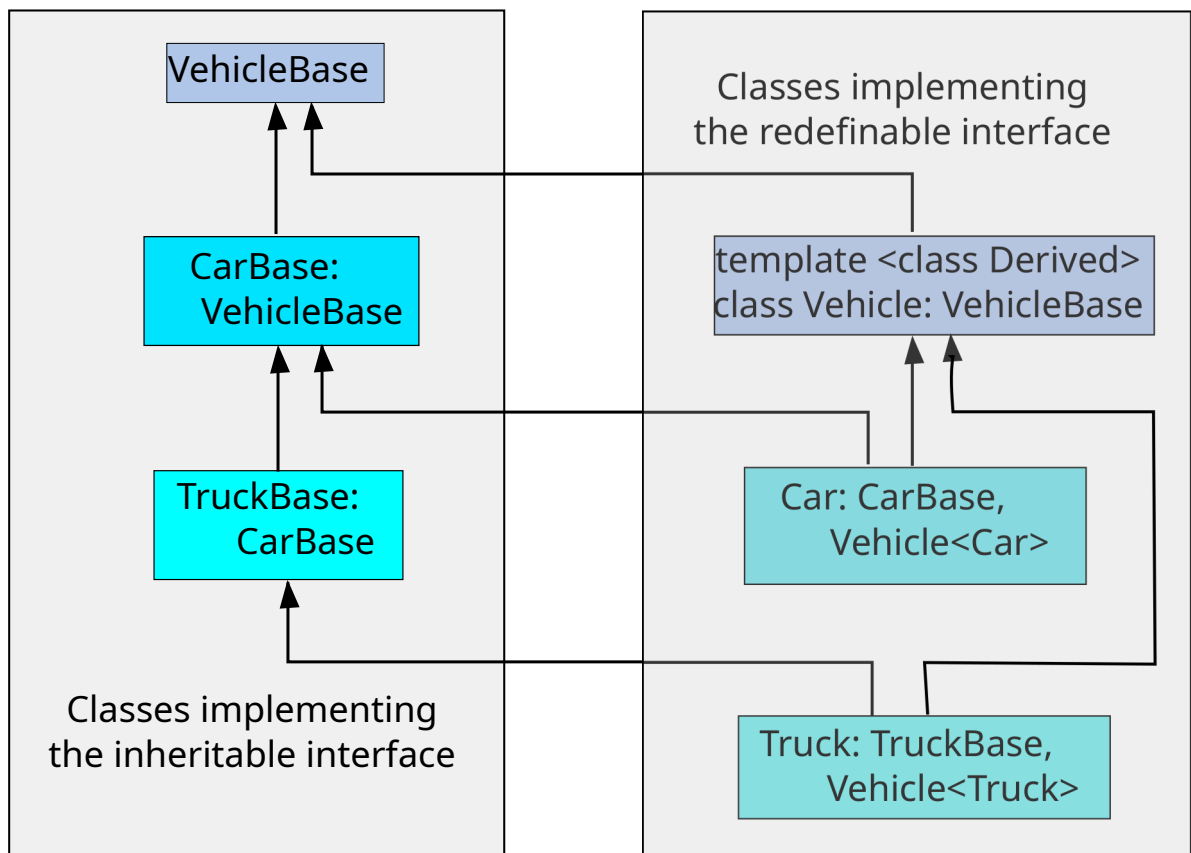 VehicleBase
CarBase:
VehicleBase
TruckBase:
CarBase
Classes implementing
the inheritable interface
Classes implementing
the redefinable interface
template <class Derived>
class Vehicle: VehicleBase
Car: CarBase,
Vehicle<Car>
Truck: TruckBase,
Vehicle<Truck>